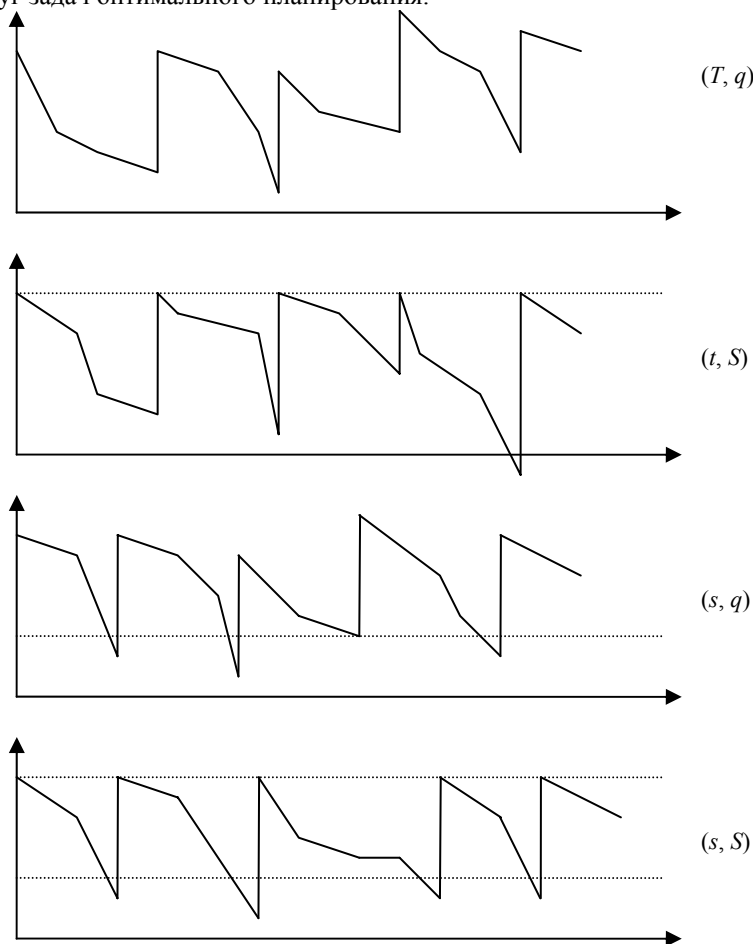 оптимального планирования.
(T, q)
(t, S)
(s, q)
(s, S)